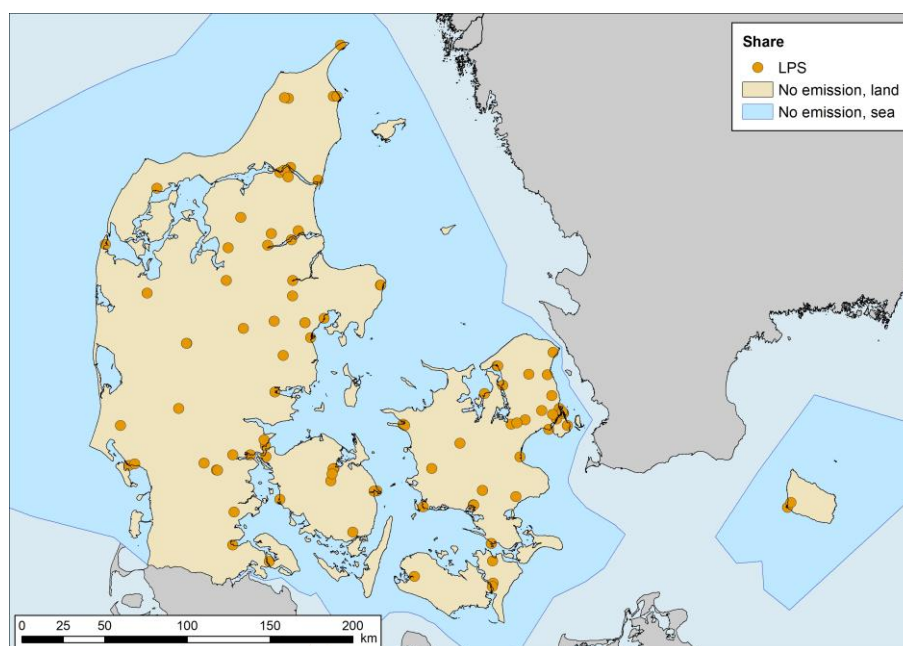 Share
LPS
No emission, land
No emission, sea
0 25 50 100 150 200
km